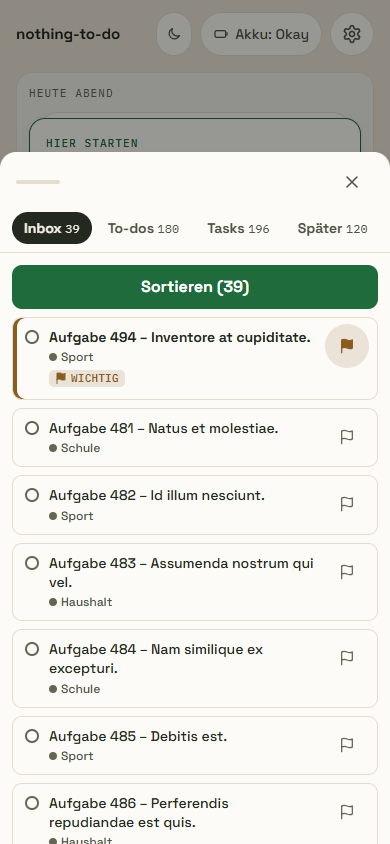 nothing-to-do
Akku: Okay
HEUTE ABEND
HIER STARTEN
Inbox 39
To-dos 180
Tasks 196
Später 120
Sortieren (39)
Aufgabe 494 – Inventore at cupiditate.
Sport
WICHTIG
Aufgabe 481 – Natus et molestiae.
Schule
Aufgabe 482 – Id illum nesciunt.
Sport
Aufgabe 483 – Assumenda nostrum qui
vel.
Haushalt
Aufgabe 484 – Nam similique ex
excepturi.
Schule
Aufgabe 485 – Debitis est.
Sport
Aufgabe 486 – Perferendis
repudiandae est quis.
Haushalt